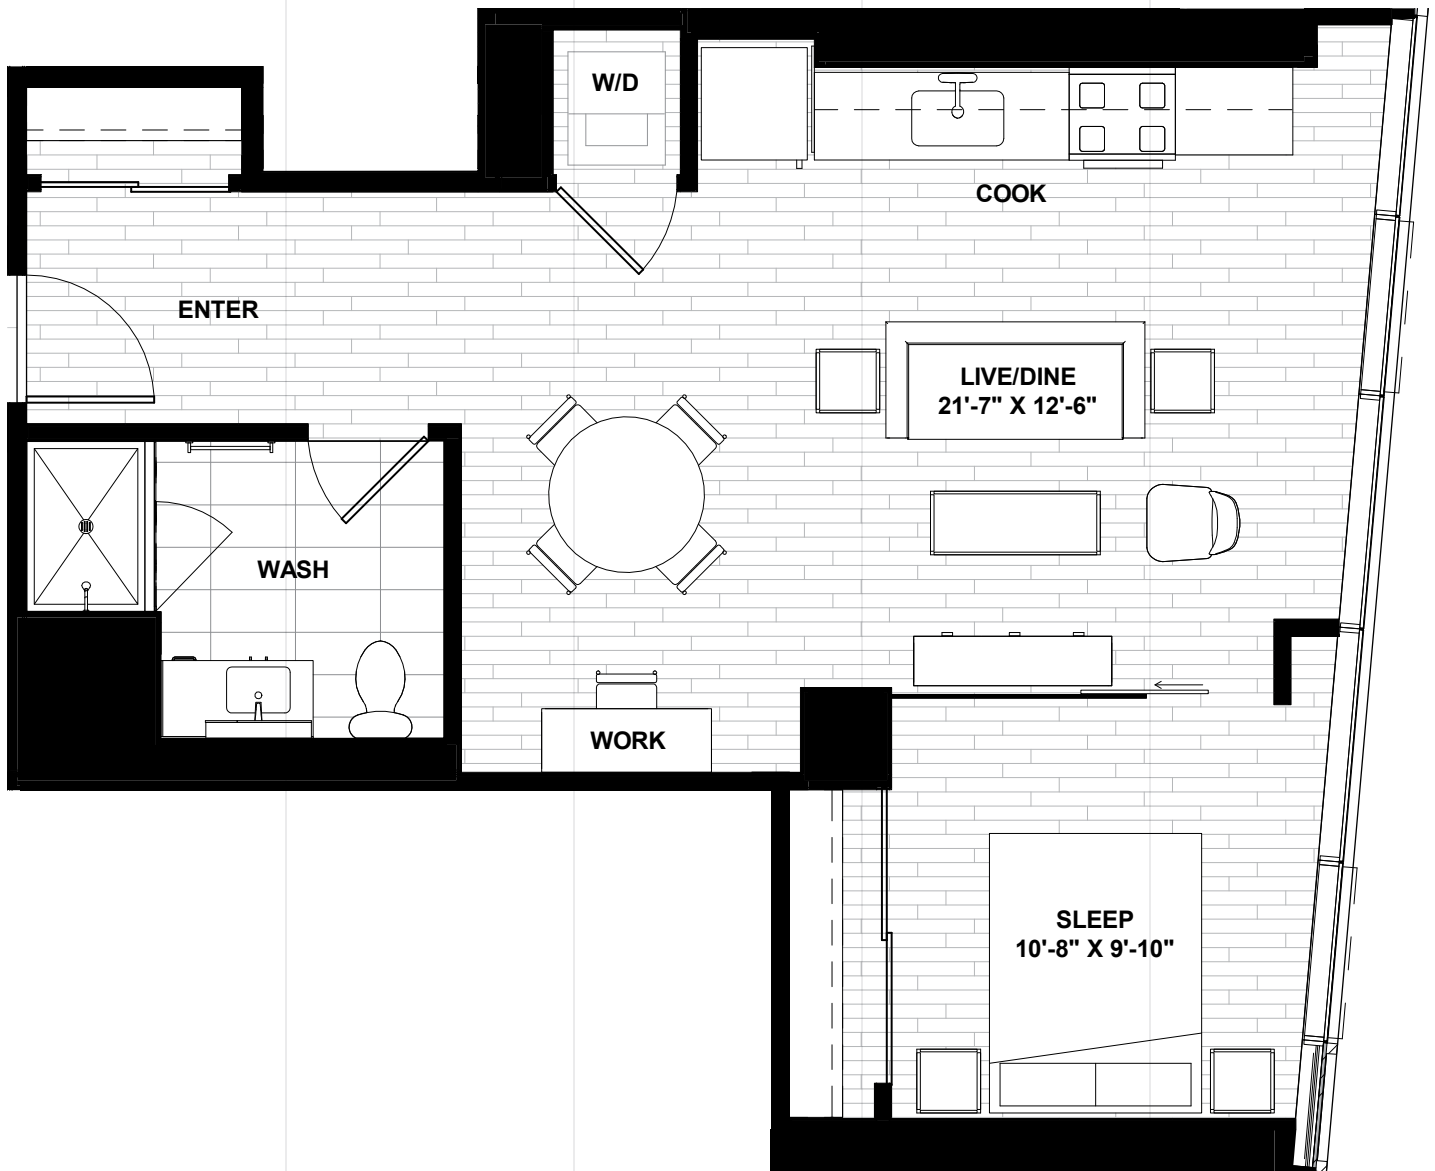 W/D
COOK
ENTER
LIVE/DINE
21'-7" X 12'-6"
WASH
WORK
SLEEP
10'-8" X 9'-10"